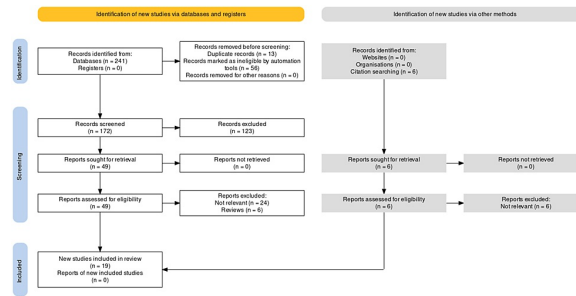 Identification of new studies via databases and registers
Identification of new studies via other methods
Identification
Records identified from:
Databases (n = 241)
Registers (n = 0)
Records removed before screening:
Duplicate records (n = 13)
Records marked as ineligible by automation
tools (n = 56)
Records removed for other reasons (n = 0)
Records identified from:
Websites (n = 0)
Organisations (n = 0)
Citation searching (n = 6)
Screening
Records screened
(n = 172)
Records excluded
(n = 123)
Reports sought for retrieval
(n = 49)
Reports not retrieved
(n = 0)
Reports sought for retrieval
(n = 6)
Reports not retrieved
(n = 0)
Reports assessed for eligibility
(n = 49)
Reports excluded:
Not relevant (n = 24)
Reviews (n = 6)
Reports assessed for eligibility
(n = 6)
Reports excluded:
Not relevant (n = 6)
Included
New studies included in review
(n = 19)
Reports of new included studies
(n = 0)